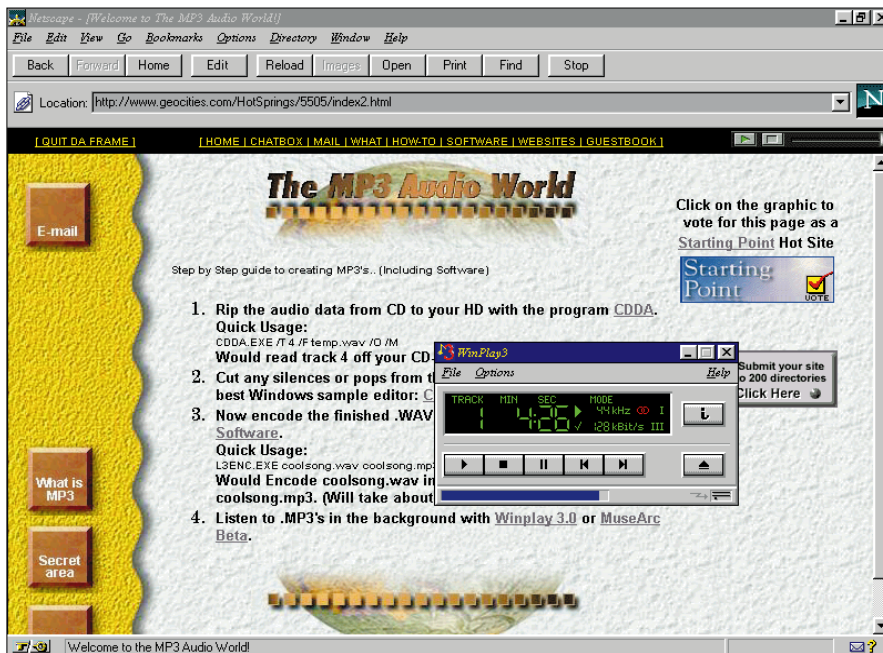 Netscape - [Welcome to The MP3 Audio World!]
File Edit View Go Bookmarks Options Directory Window Help
Back Forward Home Edit Reload Images Open Print Find Stop
Location: http://www.geocities.com/HotSprings/5505/index2.html
N
[ QUIT DA FRAME ] [ HOME | CHATBOX | MAIL | WHAT | HOW-TO | SOFTWARE | WEBSITES | GUESTBOOK ]
E-mail
What is
MP3
Secret
area
The MP3 Audio World
Step by Step guide to creating MP3's.. (Including Software)
1. Rip the audio data from CD to your HD with the program CDDA.
Quick Usage:
CDDA.EXE /T 4 /F temp.wav /O /M
Would read track 4 off your CD-
2. Cut any silences or pops from
best Windows sample editor: C
3. Now encode the finished .WAV
Software.
Quick Usage:
L3ENC.EXE coolsong.wav coolsong.mp3
Would Encode coolsong.wav in
coolsong.mp3. (Will take about
4. Listen to .MP3's in the background with Winplay 3.0 or MuseArc
Beta.
Click on the graphic to
vote for this page as a
Starting Point Hot Site
Starting
Point
VOTE
Submit your site
to 200 directories
Click Here
WinPlay3
File Options Help
TRACK MIN SEC MODE
1 4:26 44kHz I
128kBit/s III
i
Welcome to the MP3 Audio World!